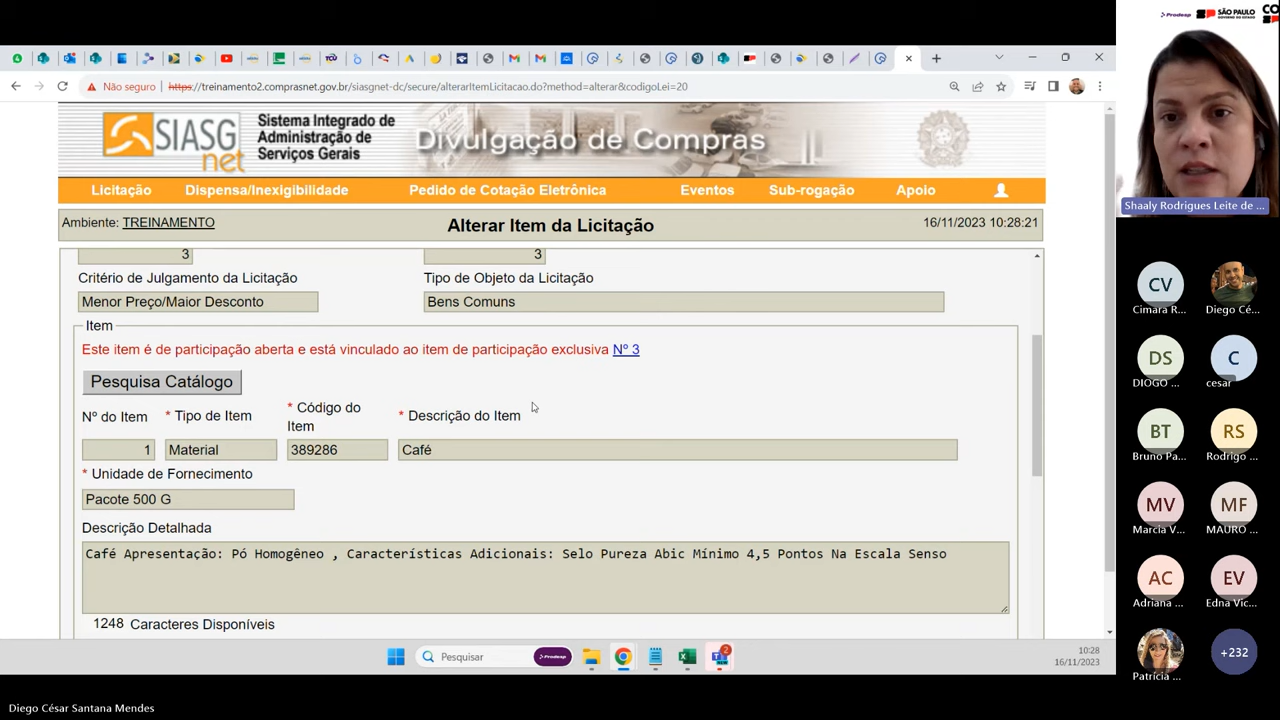 Prodesp SÃO PAULO GOVERNO DO ESTADO CO
Não seguro https://treinamento2.comprasnet.gov.br/siasgnet-dc/secure/alterarItemLicitacao.do?method=alterar&codigoLei=20
SIASG net Sistema Integrado de Administração de Serviços Gerais Divulgação de Compras
Licitação Dispensa/Inexigibilidade Pedido de Cotação Eletrônica Eventos Sub-rogação Apoio
Ambiente: TREINAMENTO Alterar Item da Licitação 16/11/2023 10:28:21
3 3
Critério de Julgamento da Licitação Tipo de Objeto da Licitação
Menor Preço/Maior Desconto Bens Comuns
Item
Este item é de participação aberta e está vinculado ao item de participação exclusiva Nº 3
Pesquisa Catálogo
Nº do Item * Tipo de Item * Código do Item * Descrição do Item
1 Material 389286 Café
* Unidade de Fornecimento
Pacote 500 G
Descrição Detalhada
Café Apresentação: Pó Homogêneo , Características Adicionais: Selo Pureza Abic Mínimo 4,5 Pontos Na Escala Senso
1248 Caracteres Disponíveis
Pesquisar Prodesp 2
10:28
16/11/2023
Shaaly Rodrigues Leite de ...
CV
Cimara R... Diego Cé...
DS C
DIOGO ... cesar
BT RS
Bruno Pa... Rodrigo ...
MV MF
Marcia V... MAURO ...
AC EV
Adriana ... Edna Vic...
+232
Patrícia ...
Diego César Santana Mendes